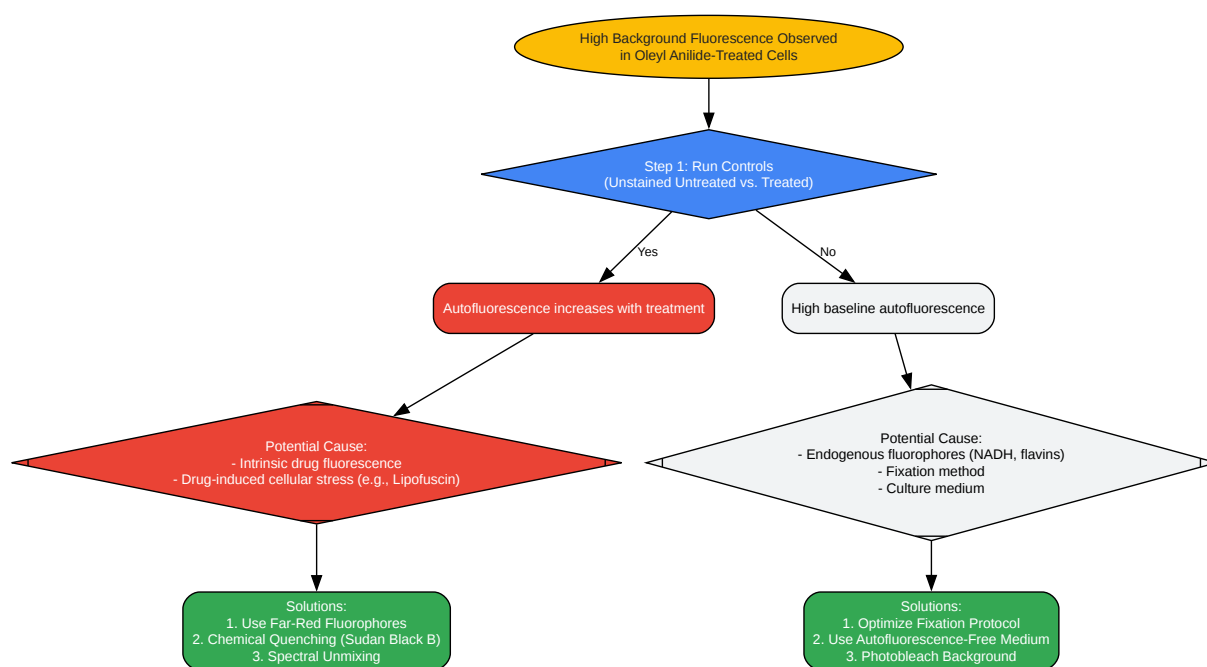 High Background Fluorescence Observed
in Oleyl Anilide-Treated Cells
Step 1: Run Controls
(Unstained Untreated vs. Treated)
Yes
No
Autofluorescence increases with treatment
High baseline autofluorescence
Potential Cause:
- Intrinsic drug fluorescence
- Drug-induced cellular stress (e.g., Lipofuscin)
Potential Cause:
- Endogenous fluorophores (NADH, flavins)
- Fixation method
- Culture medium
Solutions:
1. Use Far-Red Fluorophores
2. Chemical Quenching (Sudan Black B)
3. Spectral Unmixing
Solutions:
1. Optimize Fixation Protocol
2. Use Autofluorescence-Free Medium
3. Photobleach Background